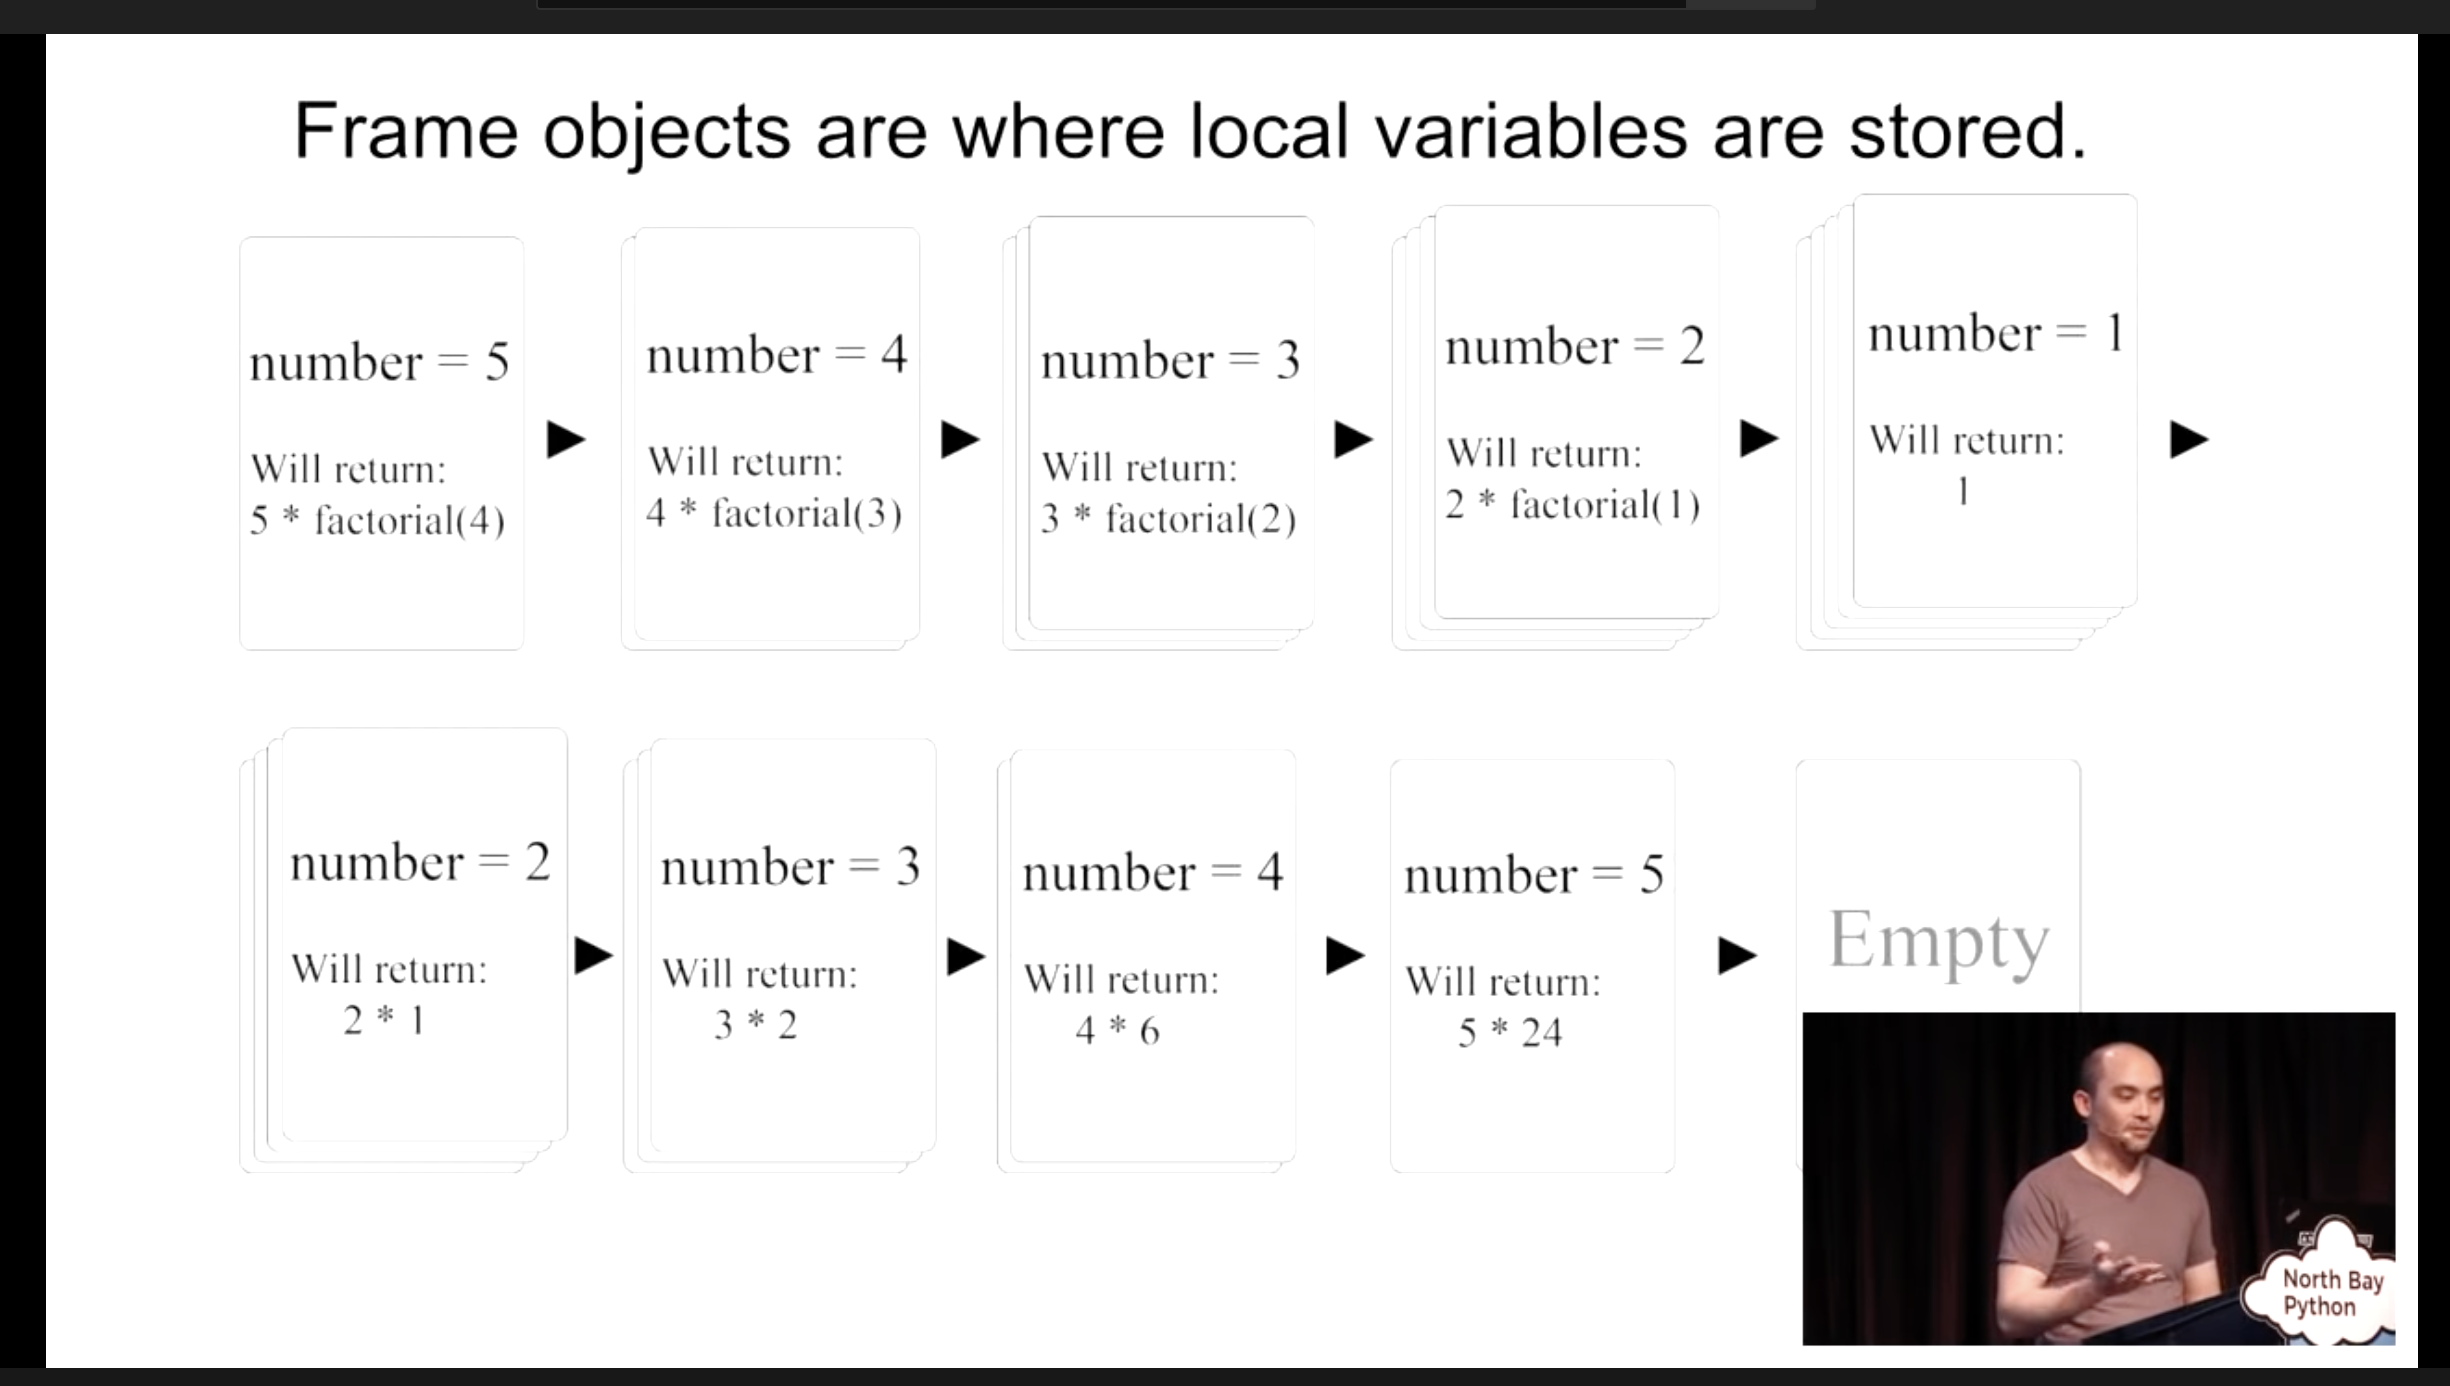 Frame objects are where local variables are stored.
number = 5
Will return:
5 * factorial(4)
number = 4
Will return:
4 * factorial(3)
number = 3
Will return:
3 * factorial(2)
number = 2
Will return:
2 * factorial(1)
number = 1
Will return:
1
number = 2
Will return:
2 * 1
number = 3
Will return:
3 * 2
number = 4
Will return:
4 * 6
number = 5
Will return:
5 * 24
Empty
North Bay
Python